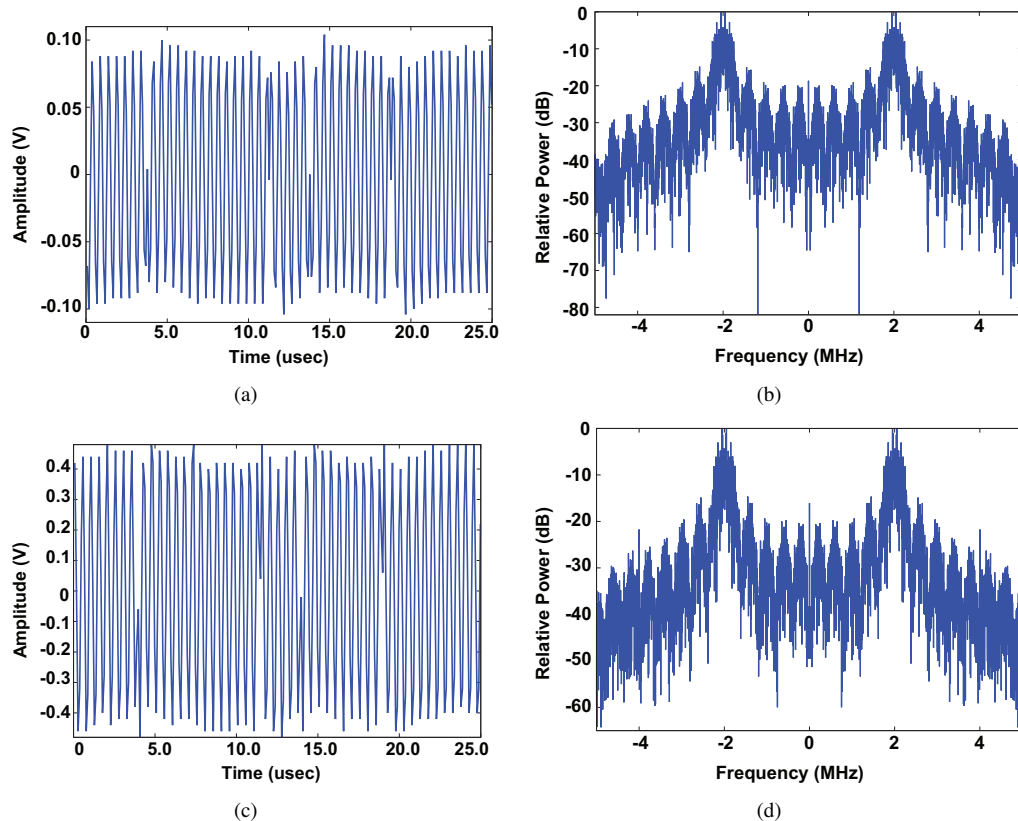 0.10
0.05
0
-0.05
-0.10
Amplitude (V)
0 5.0 10.0 15.0 20.0 25.0
Time (usec)
(a)
0
-10
-20
-30
-40
-50
-60
-70
-80
Relative Power (dB)
-4 -2 0 2 4
Frequency (MHz)
(b)
0.4
0.3
0.2
0.1
0
-0.1
-0.2
-0.3
-0.4
Amplitude (V)
0 5.0 10.0 15.0 20.0 25.0
Time (usec)
(c)
0
-10
-20
-30
-40
-50
-60
Relative Power (dB)
-4 -2 0 2 4
Frequency (MHz)
(d)